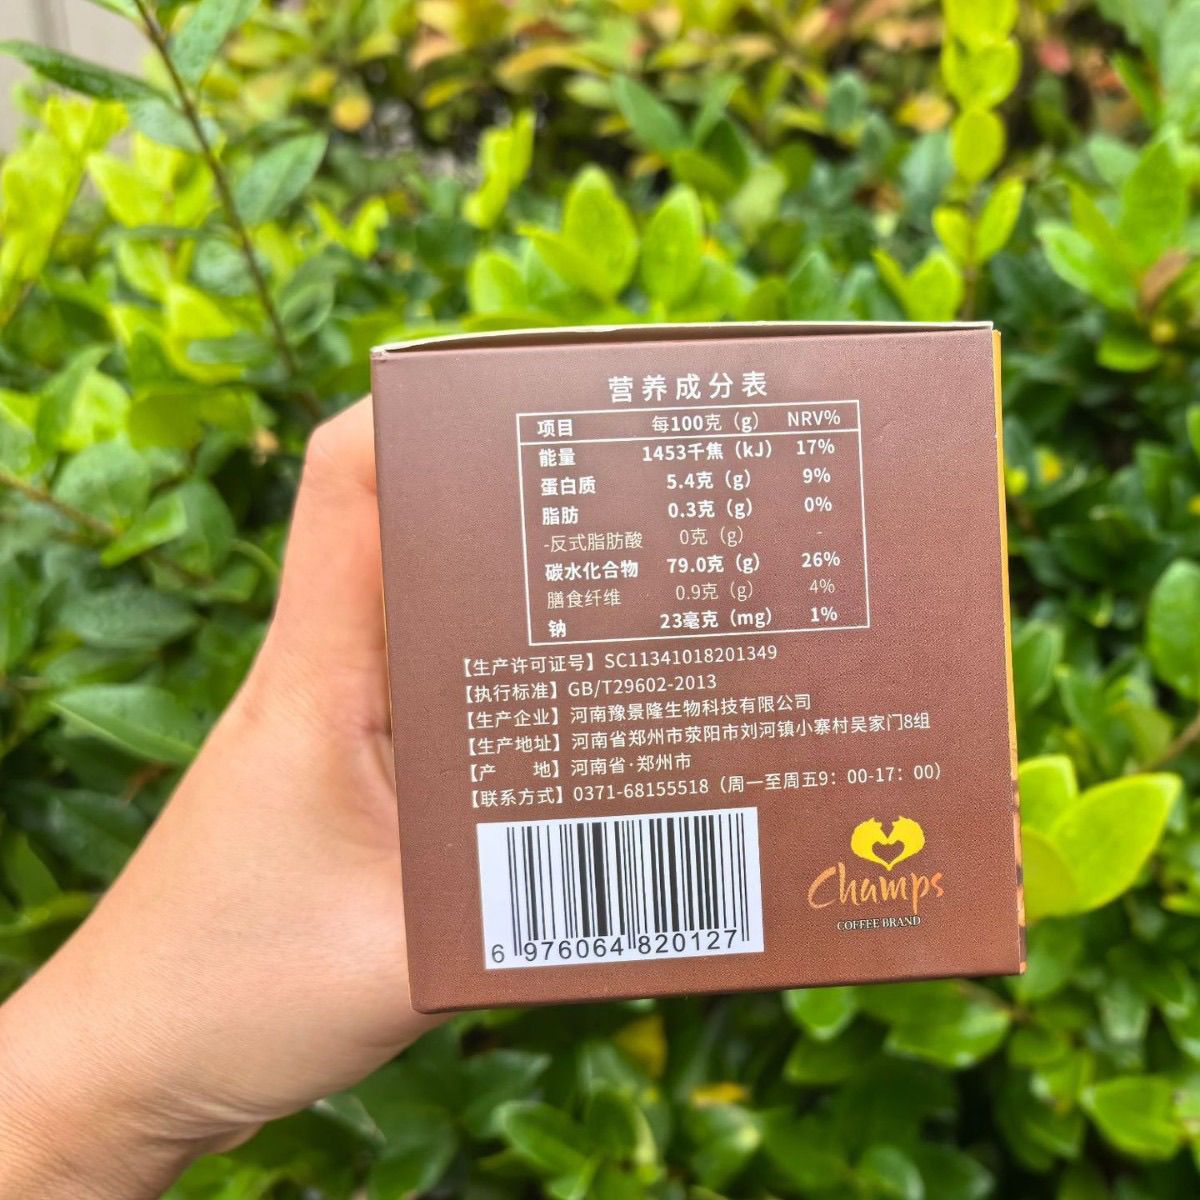 营养成分表
项目 每100克（g） NRV%
能量 1453千焦（kJ） 17%
蛋白质 5.4克（g） 9%
脂肪 0.3克（g） 0%
-反式脂肪酸 0克（g） -
碳水化合物 79.0克（g） 26%
膳食纤维 0.9克（g） 4%
钠 23毫克（mg） 1%
【生产许可证号】SC11341018201349
【执行标准】GB/T29602-2013
【生产企业】河南豫景隆生物科技有限公司
【生产地址】河南省郑州市荥阳市刘河镇小寨村吴家门8组
【产 地】河南省·郑州市
【联系方式】0371-68155518（周一至周五9：00-17：00）
6 976064 820127
Champs
COFFEE BRAND